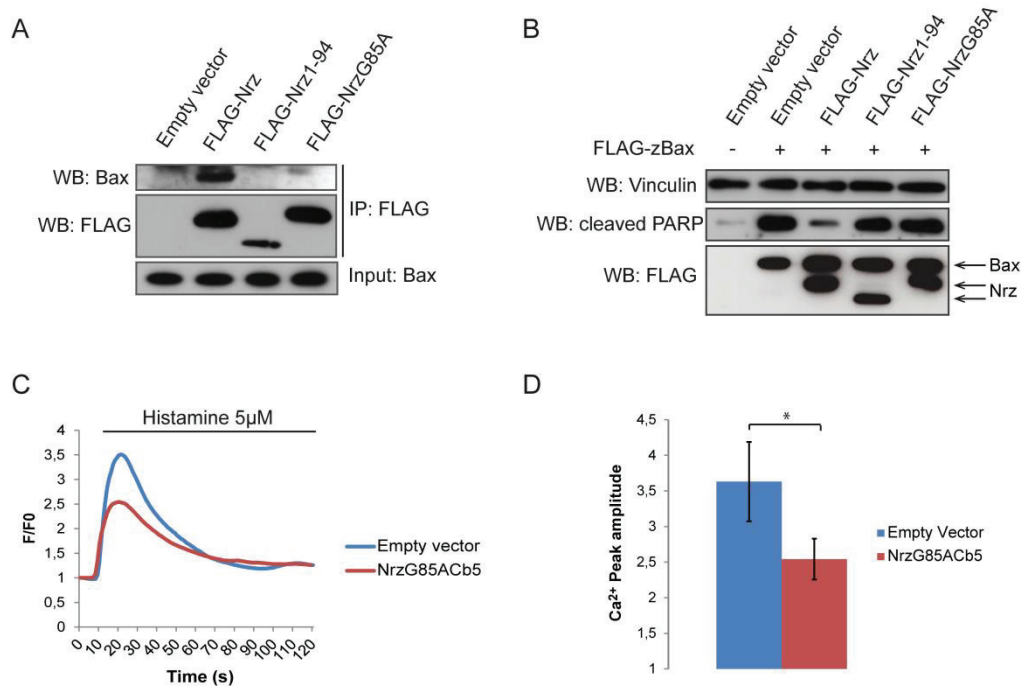 A
Empty vector
FLAG-Nrz
FLAG-Nrz1-94
FLAG-NrzG85A
WB: Bax
WB: FLAG
IP: FLAG
Input: Bax
B
Empty vector
Empty vector
FLAG-Nrz
FLAG-Nrz1-94
FLAG-NrzG85A
FLAG-zBax - + + + +
WB: Vinculin
WB: cleaved PARP
WB: FLAG
Bax
Nrz
C
Histamine 5µM
4
3,5
3
2,5
2
1,5
1
0,5
0
F/F0
0 10 20 30 40 50 60 70 80 90 100 110 120
Time (s)
Empty vector
NrzG85ACb5
D
*
4,5
4
3,5
3
2,5
2
1,5
1
Ca²⁺ Peak amplitude
Empty Vector
NrzG85ACb5